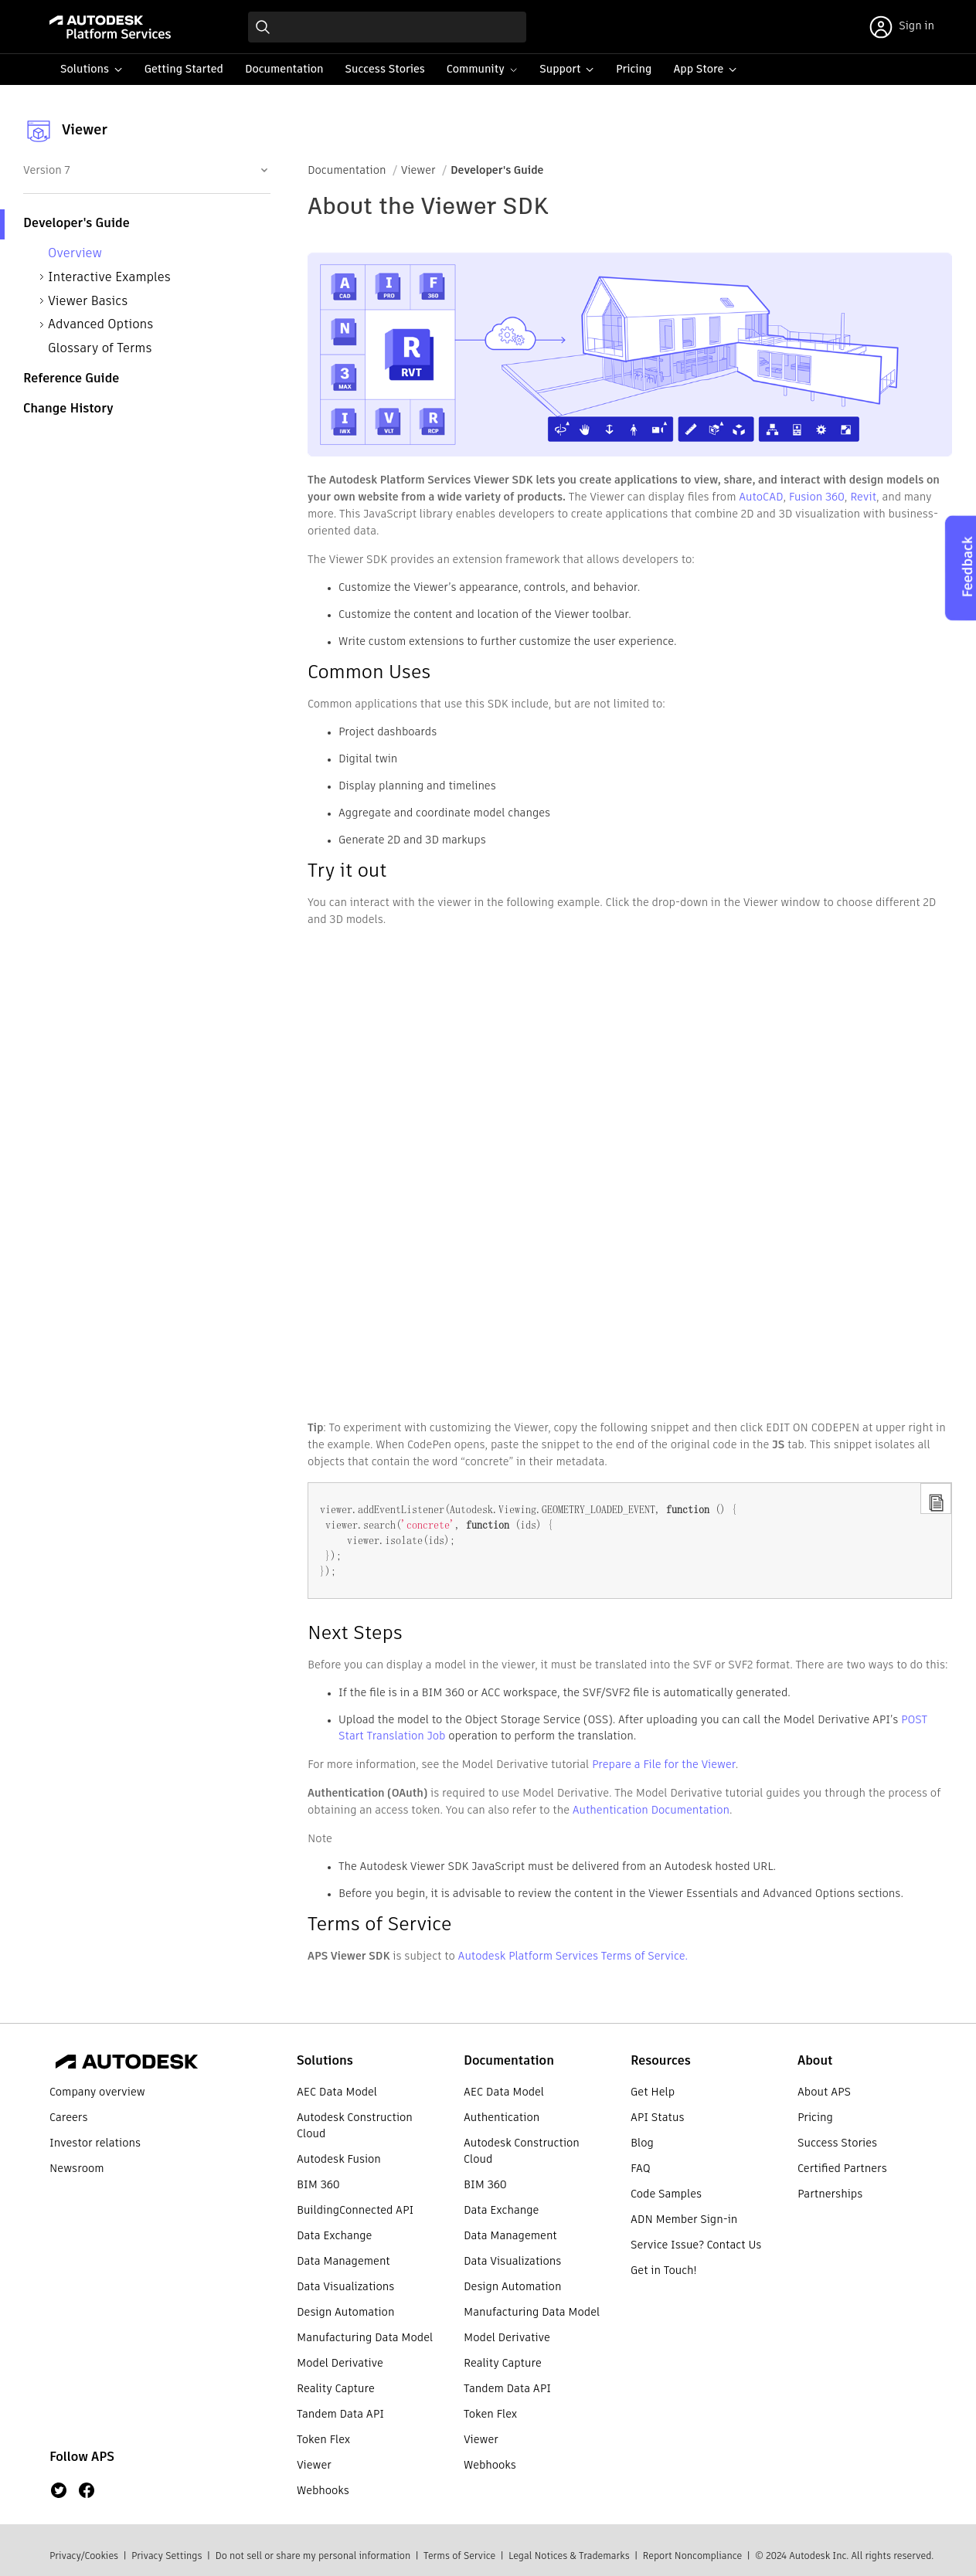 AUTODESK
Platform Services
Sign in
Solutions
Getting Started
Documentation
Success Stories
Community
Support
Pricing
App Store
Viewer
Version 7
Developer's Guide
Overview
Interactive Examples
Viewer Basics
Advanced Options
Glossary of Terms
Reference Guide
Change History
Documentation / Viewer / Developer's Guide
About the Viewer SDK
A
CAD
I
PRO
F
360
N
R
RVT
3
MAX
I
IWX
V
VLT
R
RCP
The Autodesk Platform Services Viewer SDK lets you create applications to view, share, and interact with design models on
your own website from a wide variety of products. The Viewer can display files from AutoCAD, Fusion 360, Revit, and many
more. This JavaScript library enables developers to create applications that combine 2D and 3D visualization with business-
oriented data.
The Viewer SDK provides an extension framework that allows developers to:
Customize the Viewer's appearance, controls, and behavior.
Customize the content and location of the Viewer toolbar.
Write custom extensions to further customize the user experience.
Feedback
Common Uses
Common applications that use this SDK include, but are not limited to:
Project dashboards
Digital twin
Display planning and timelines
Aggregate and coordinate model changes
Generate 2D and 3D markups
Try it out
You can interact with the viewer in the following example. Click the drop-down in the Viewer window to choose different 2D
and 3D models.
Tip: To experiment with customizing the Viewer, copy the following snippet and then click EDIT ON CODEPEN at upper right in
the example. When CodePen opens, paste the snippet to the end of the original code in the JS tab. This snippet isolates all
objects that contain the word “concrete” in their metadata.
viewer.addEventListener(Autodesk.Viewing.GEOMETRY_LOADED_EVENT, function () {
viewer.search('concrete', function (ids) {
viewer.isolate(ids);
});
});
Next Steps
Before you can display a model in the viewer, it must be translated into the SVF or SVF2 format. There are two ways to do this:
If the file is in a BIM 360 or ACC workspace, the SVF/SVF2 file is automatically generated.
Upload the model to the Object Storage Service (OSS). After uploading you can call the Model Derivative API's POST
Start Translation Job operation to perform the translation.
For more information, see the Model Derivative tutorial Prepare a File for the Viewer.
Authentication (OAuth) is required to use Model Derivative. The Model Derivative tutorial guides you through the process of
obtaining an access token. You can also refer to the Authentication Documentation.
Note
The Autodesk Viewer SDK JavaScript must be delivered from an Autodesk hosted URL.
Before you begin, it is advisable to review the content in the Viewer Essentials and Advanced Options sections.
Terms of Service
APS Viewer SDK is subject to Autodesk Platform Services Terms of Service.
AUTODESK
Company overview
Careers
Investor relations
Newsroom
Follow APS
Solutions
AEC Data Model
Autodesk Construction
Cloud
Autodesk Fusion
BIM 360
BuildingConnected API
Data Exchange
Data Management
Data Visualizations
Design Automation
Manufacturing Data Model
Model Derivative
Reality Capture
Tandem Data API
Token Flex
Viewer
Webhooks
Documentation
AEC Data Model
Authentication
Autodesk Construction
Cloud
BIM 360
Data Exchange
Data Management
Data Visualizations
Design Automation
Manufacturing Data Model
Model Derivative
Reality Capture
Tandem Data API
Token Flex
Viewer
Webhooks
Resources
Get Help
API Status
Blog
FAQ
Code Samples
ADN Member Sign-in
Service Issue? Contact Us
Get in Touch!
About
About APS
Pricing
Success Stories
Certified Partners
Partnerships
Privacy/Cookies | Privacy Settings | Do not sell or share my personal information | Terms of Service | Legal Notices & Trademarks | Report Noncompliance | © 2024 Autodesk Inc. All rights reserved.